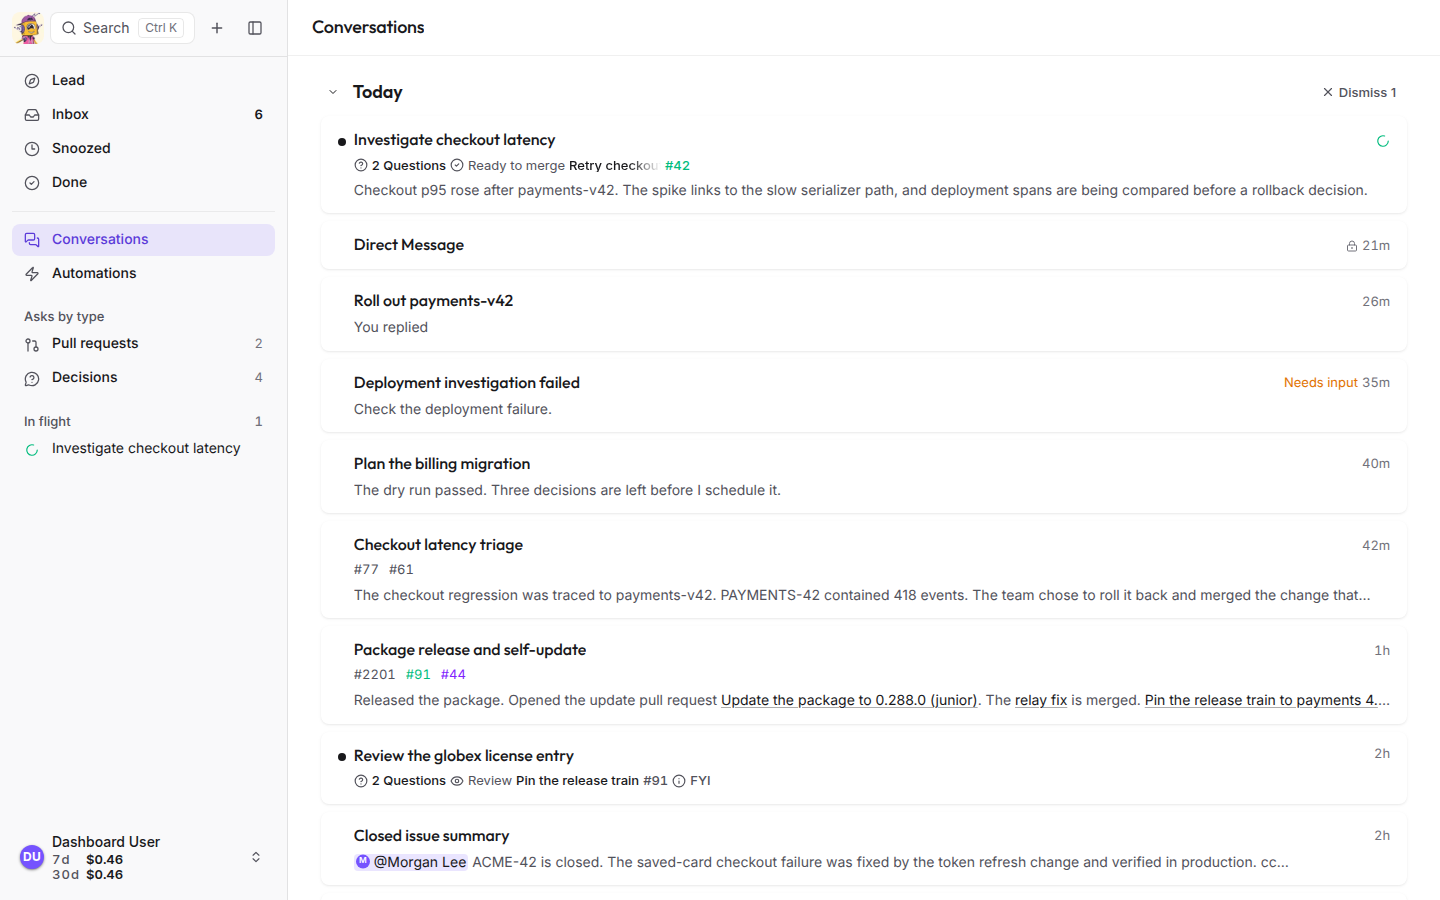 Search Ctrl K
Lead
Inbox 6
Snoozed
Done
Conversations
Automations
Asks by type
Pull requests 2
Decisions 4
In flight 1
Investigate checkout latency
DU Dashboard User
7d $0.46
30d $0.46
Conversations
Today Dismiss 1
Investigate checkout latency
2 Questions Ready to merge Retry checkou #42
Checkout p95 rose after payments-v42. The spike links to the slow serializer path, and deployment spans are being compared before a rollback decision.
Direct Message 21m
Roll out payments-v42 26m
You replied
Deployment investigation failed Needs input 35m
Check the deployment failure.
Plan the billing migration 40m
The dry run passed. Three decisions are left before I schedule it.
Checkout latency triage 42m
#77 #61
The checkout regression was traced to payments-v42. PAYMENTS-42 contained 418 events. The team chose to roll it back and merged the change that...
Package release and self-update 1h
#2201 #91 #44
Released the package. Opened the update pull request Update the package to 0.288.0 (junior). The relay fix is merged. Pin the release train to payments 4....
Review the globex license entry 2h
2 Questions Review Pin the release train #91 FYI
Closed issue summary 2h
M @Morgan Lee ACME-42 is closed. The saved-card checkout failure was fixed by the token refresh change and verified in production. cc...